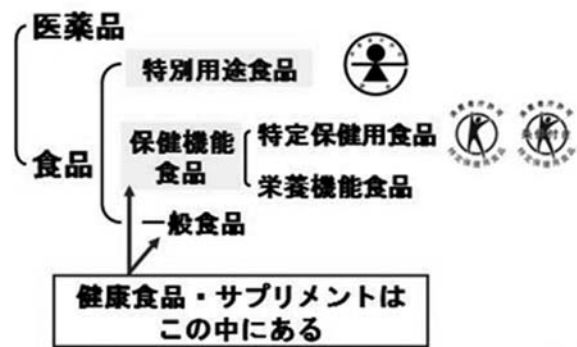 医薬品
食品
特別用途食品
保健機能
食品
特定保健用食品
栄養機能食品
一般食品
健康食品・サプリメントは
この中にある